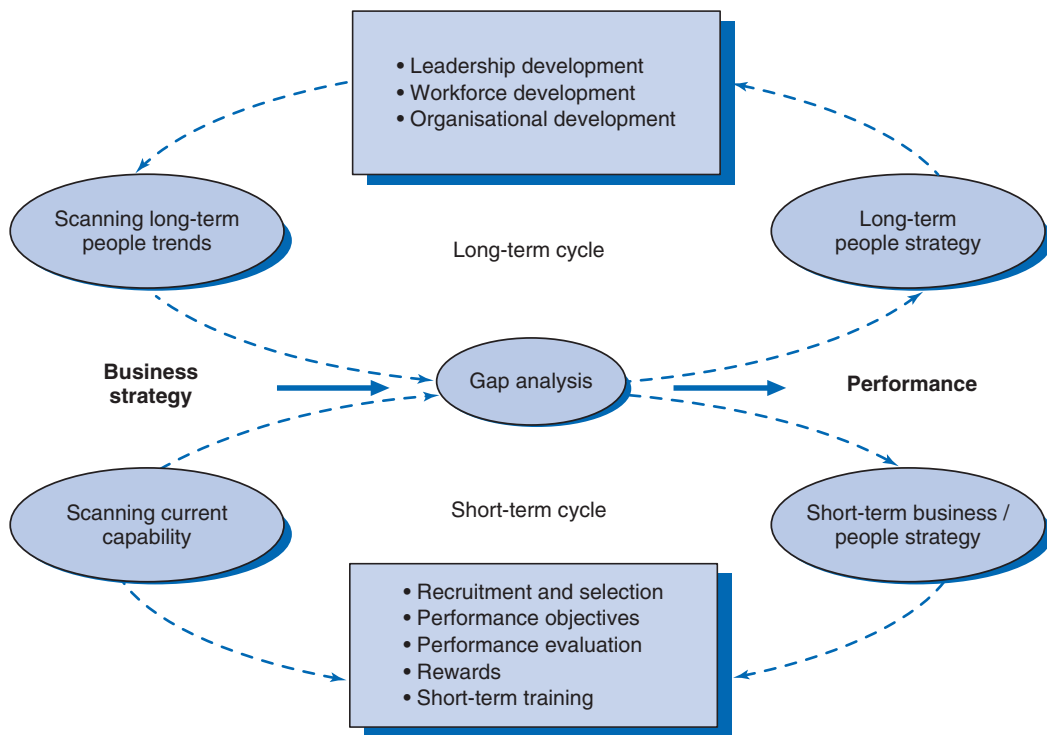 • Leadership development
• Workforce development
• Organisational development
Scanning long-term
people trends
Long-term
people strategy
Long-term cycle
Business
strategy
Gap analysis
Performance
Scanning current
capability
Short-term cycle
Short-term business /
people strategy
• Recruitment and selection
• Performance objectives
• Performance evaluation
• Rewards
• Short-term training